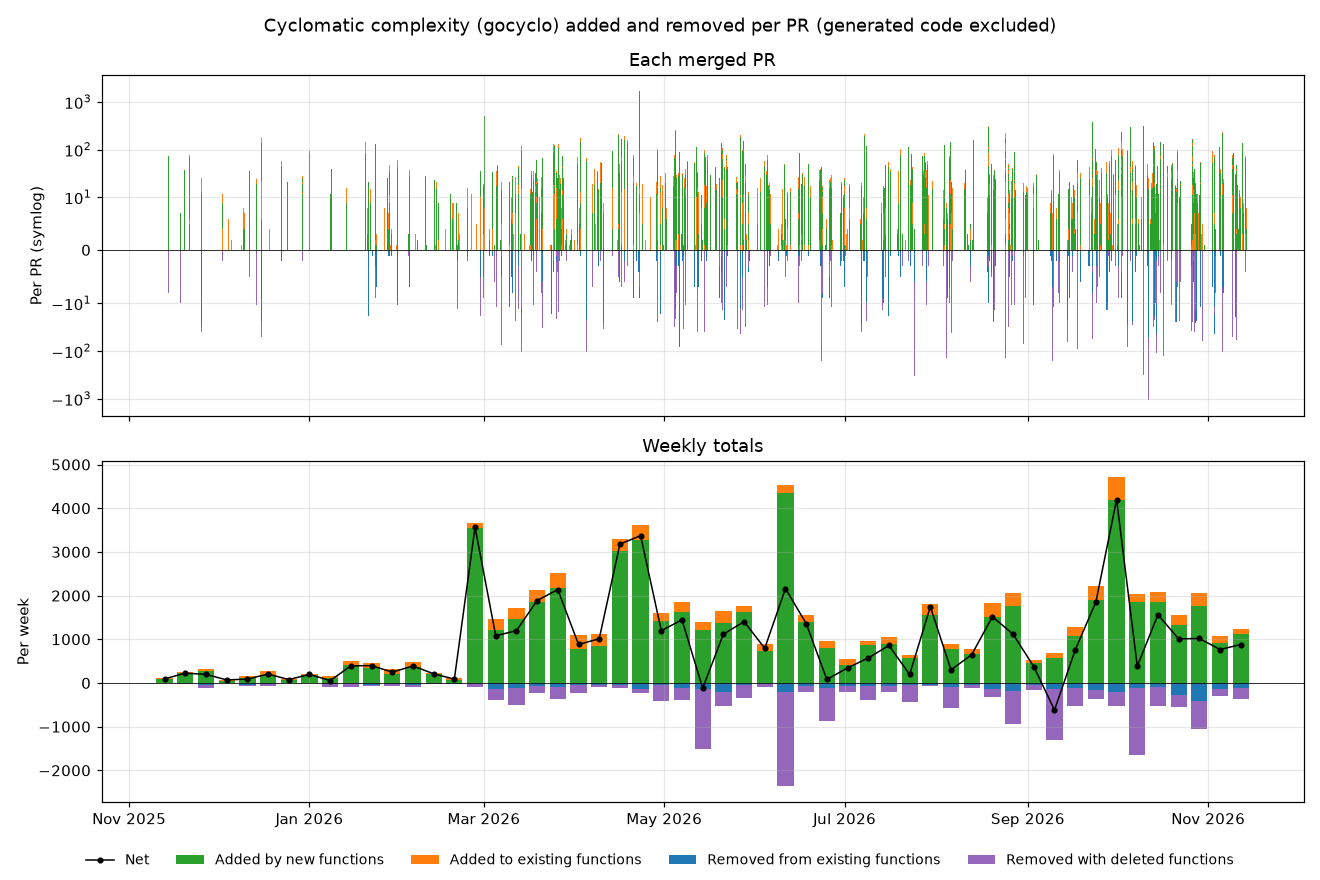 Cyclomatic complexity (gocyclo) added and removed per PR (generated code excluded)
Each merged PR
10³
10²
10¹
0
−10¹
−10²
−10³
Per PR (symlog)
Weekly totals
5000
4000
3000
2000
1000
0
−1000
−2000
Per week
Nov 2025 Jan 2026 Mar 2026 May 2026 Jul 2026 Sep 2026 Nov 2026
Net Added by new functions Added to existing functions Removed from existing functions Removed with deleted functions